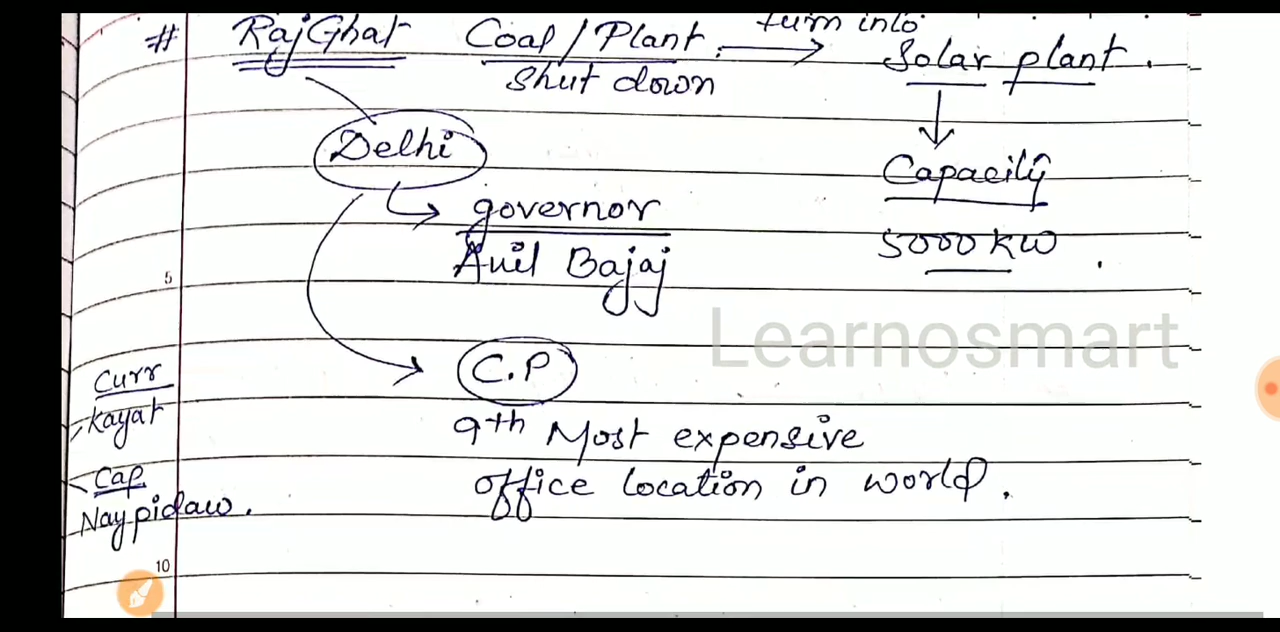 # RajGhat Coal / Plant turn into Solar plant.
Shut down
Delhi
Capacity
governor
5000 KW.
Anil Bajaj
5
Learnosmart
C.P
Curr
Kayat
9th Most expensive
Cap.
office location in world.
Naypidaw.
10